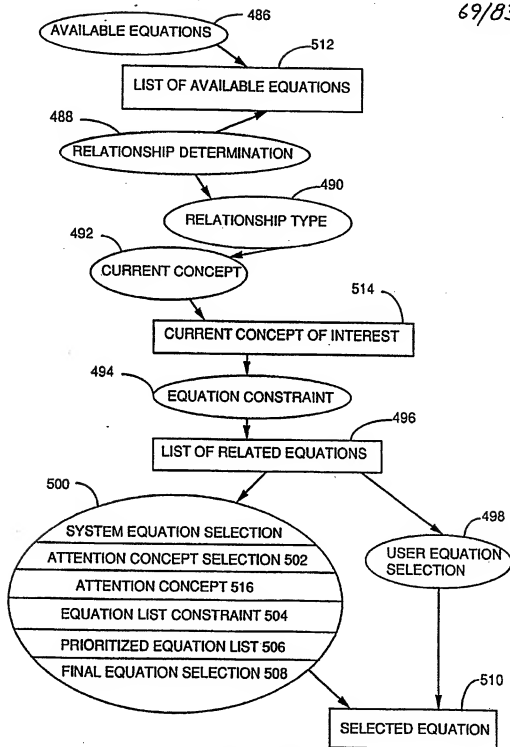 69/83
486
AVAILABLE EQUATIONS
512
LIST OF AVAILABLE EQUATIONS
488
RELATIONSHIP DETERMINATION
490
RELATIONSHIP TYPE
492
CURRENT CONCEPT
514
CURRENT CONCEPT OF INTEREST
494
EQUATION CONSTRAINT
496
LIST OF RELATED EQUATIONS
500
SYSTEM EQUATION SELECTION
ATTENTION CONCEPT SELECTION 502
ATTENTION CONCEPT 516
EQUATION LIST CONSTRAINT 504
PRIORITIZED EQUATION LIST 506
FINAL EQUATION SELECTION 508
498
USER EQUATION
SELECTION
510
SELECTED EQUATION